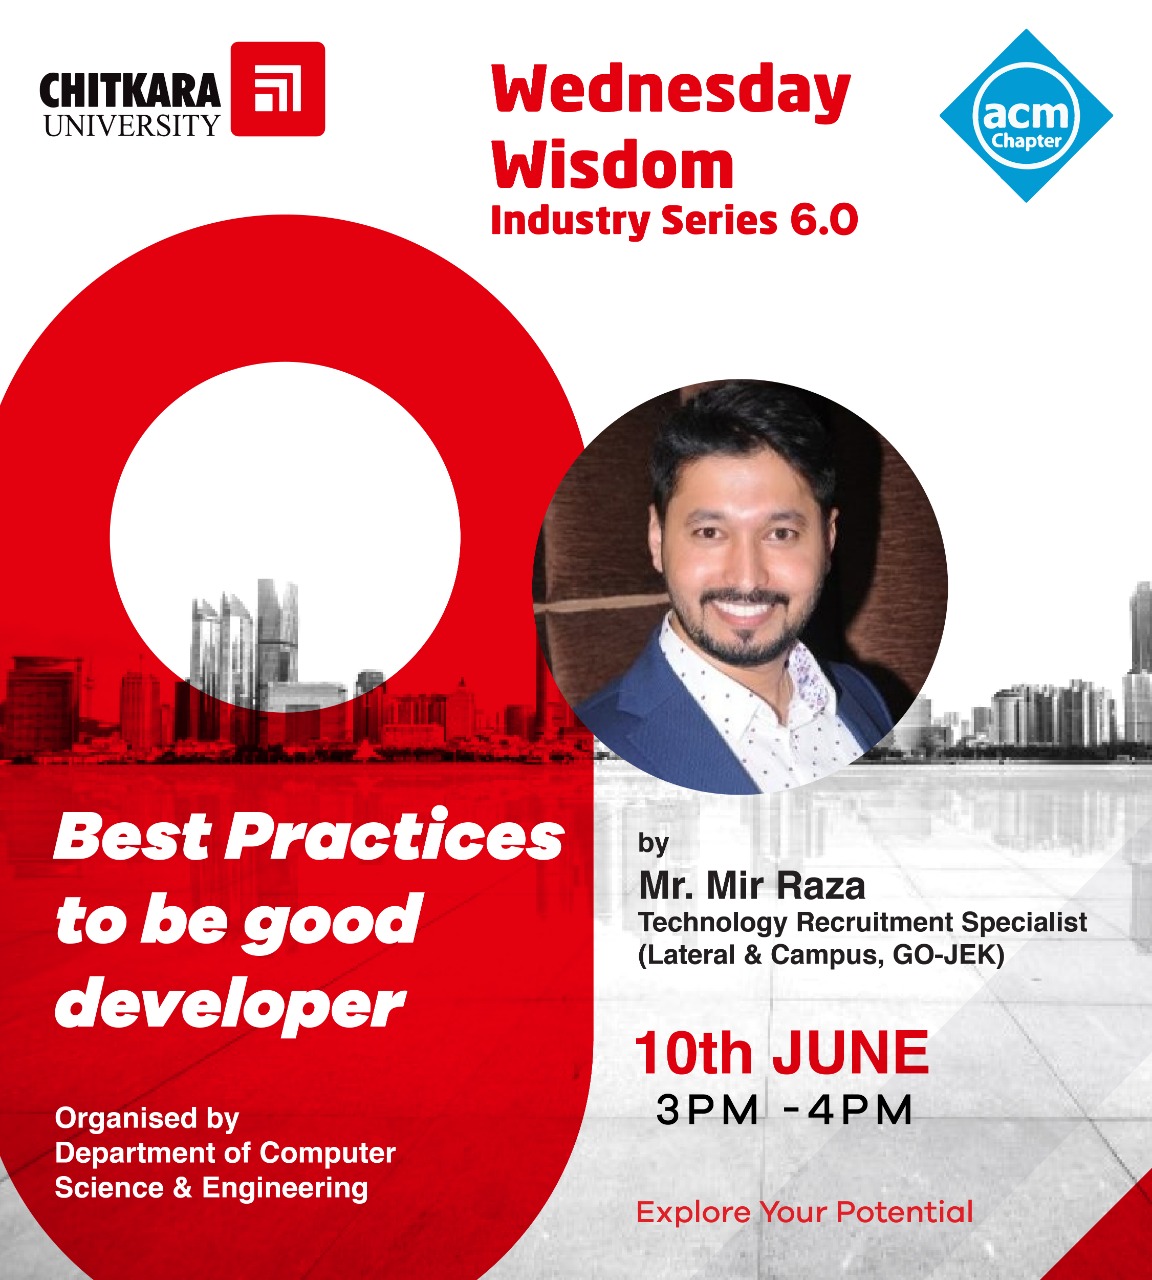 CHITKARA
UNIVERSITY
Wednesday
Wisdom
Industry Series 6.0
acm
Chapter
Best Practices
to be good
developer
by
Mr. Mir Raza
Technology Recruitment Specialist
(Lateral & Campus, GO-JEK)
10th JUNE
3PM -4PM
Organised by
Department of Computer
Science & Engineering
Explore Your Potential